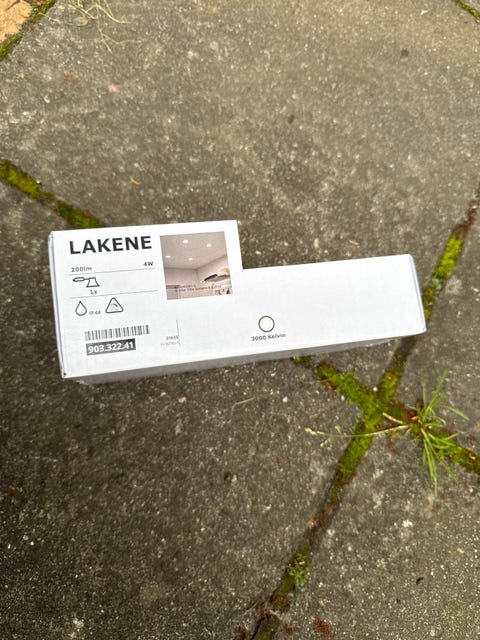 LAKENE
200lm 4W
1x
IP44
903.322.41
3000 Kelvin